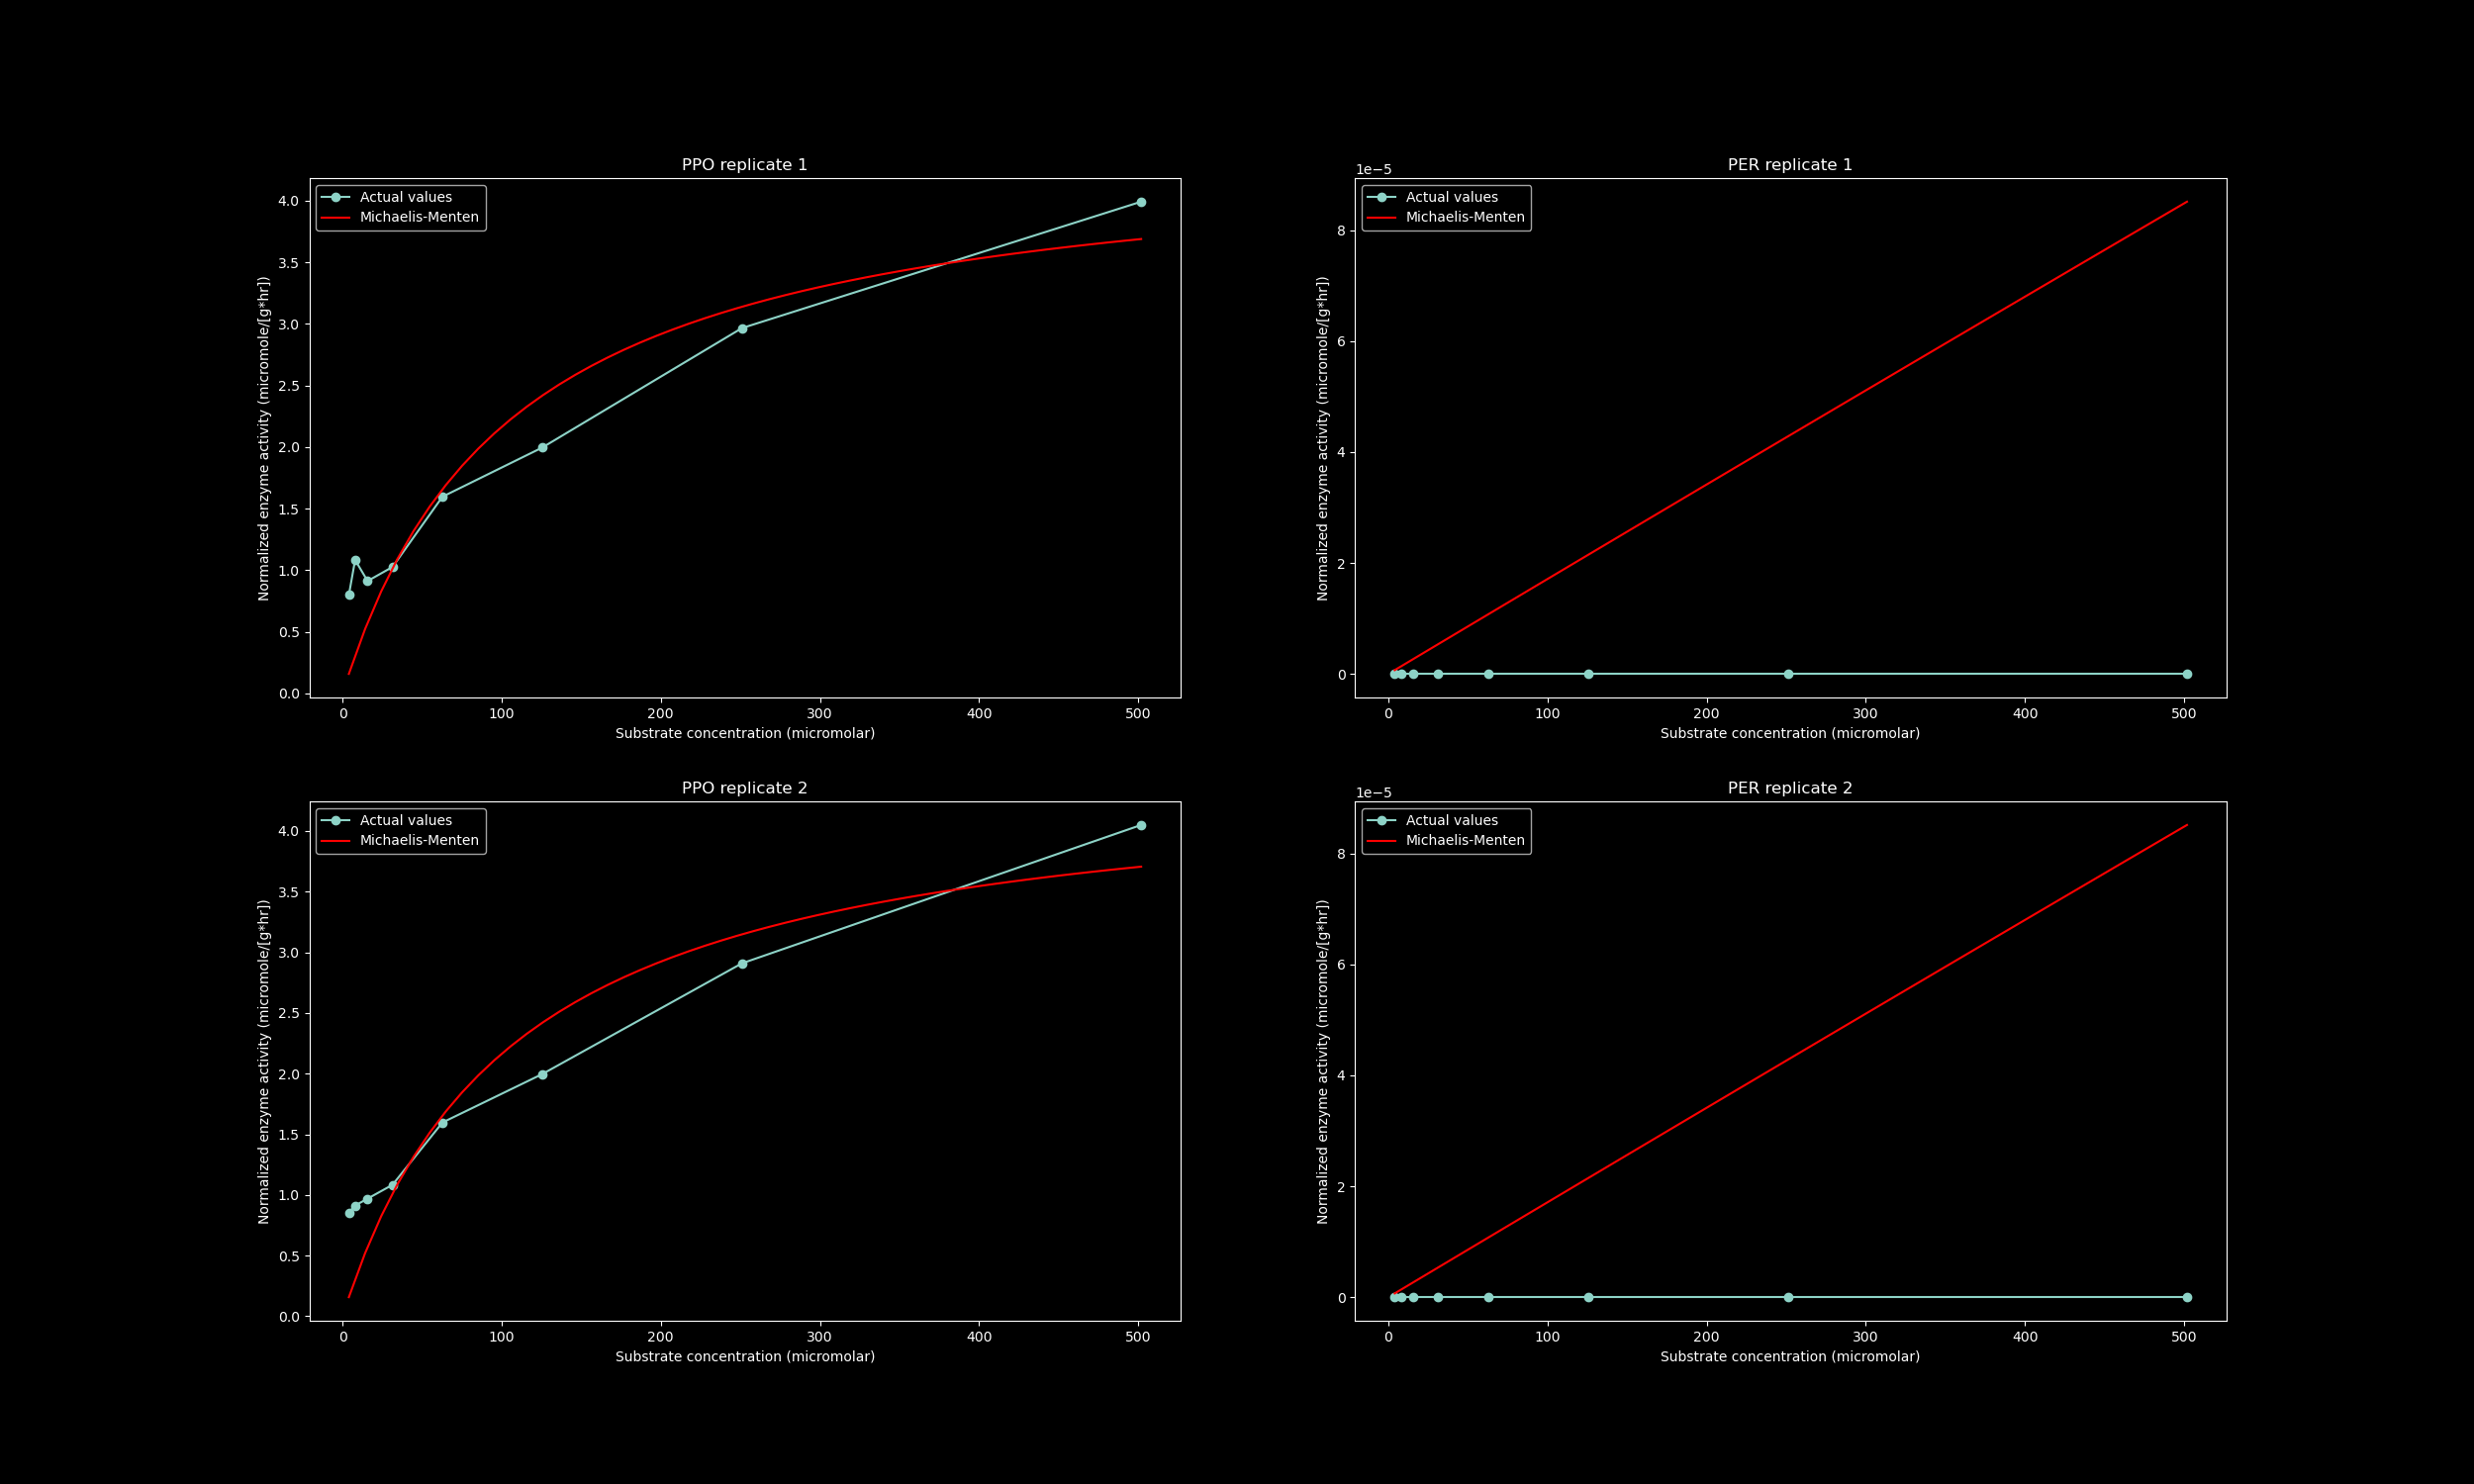 PPO replicate 1
Actual values
Michaelis-Menten
4.0
3.5
3.0
2.5
2.0
1.5
1.0
0.5
0.0
Normalized enzyme activity (micromole/[g*hr])
0 100 200 300 400 500
Substrate concentration (micromolar)
PER replicate 1
1e−5
Actual values
Michaelis-Menten
8
6
4
2
0
Normalized enzyme activity (micromole/[g*hr])
0 100 200 300 400 500
Substrate concentration (micromolar)
PPO replicate 2
Actual values
Michaelis-Menten
4.0
3.5
3.0
2.5
2.0
1.5
1.0
0.5
0.0
Normalized enzyme activity (micromole/[g*hr])
0 100 200 300 400 500
Substrate concentration (micromolar)
PER replicate 2
1e−5
Actual values
Michaelis-Menten
8
6
4
2
0
Normalized enzyme activity (micromole/[g*hr])
0 100 200 300 400 500
Substrate concentration (micromolar)